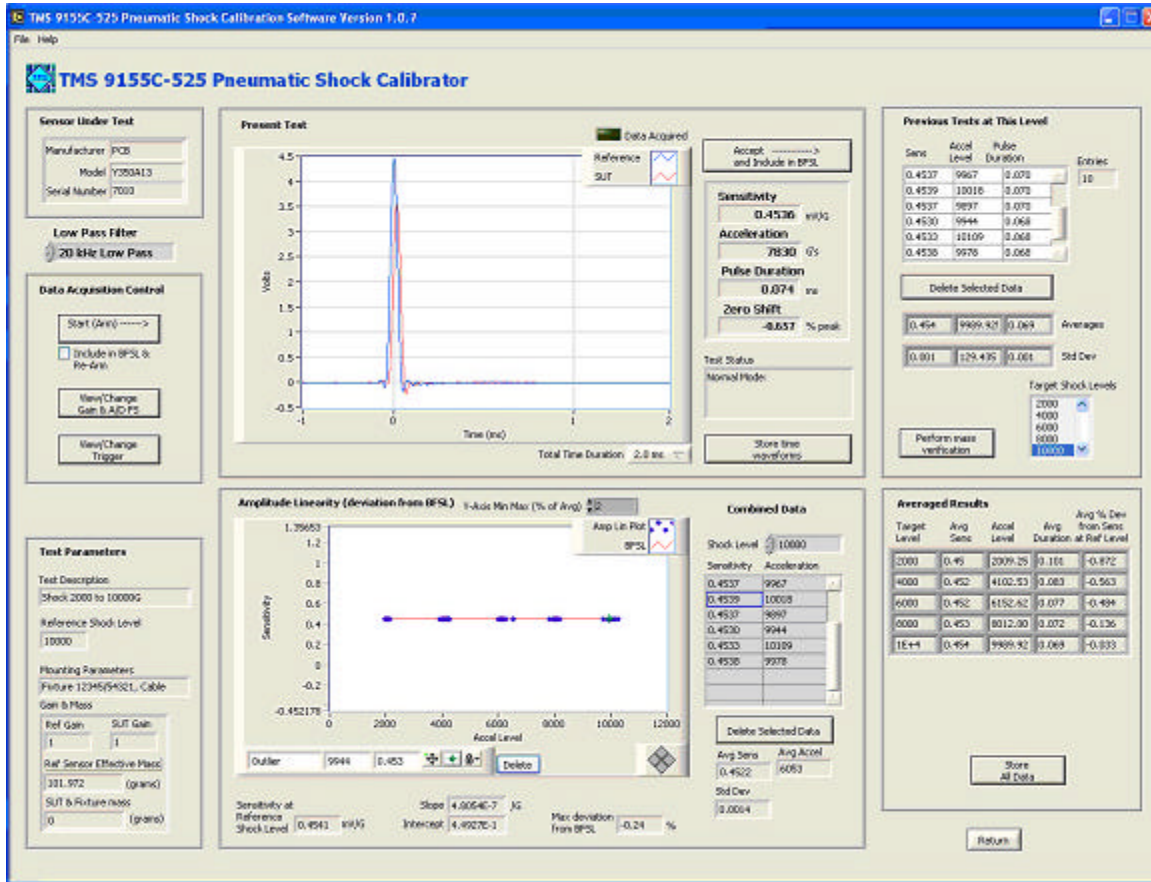 TMS 9155C-525 Pneumatic Shock Calibration Software Version 1.0.7
File Help
TMS 9155C-525 Pneumatic Shock Calibrator
Sensor Under Test
Manufacturer PCB
Model Y350A13
Serial Number 7003
Low Pass Filter
20 kHz Low Pass
Data Acquisition Control
Start (Arm) ----->
Include in BFSL &
Re-Arm
View/Change
Gain & A/D FS
View/Change
Trigger
Test Parameters
Test Description
Shock 2000 to 10000G
Reference Shock Level
10000
Mounting Parameters
Fixture 12345/54321, Cable
Gain & Mass
Ref Gain SUT Gain
1 1
Ref Sensor Effective Mass
101.972 (grams)
SUT & Fixture mass
0 (grams)
Present Test
Data Acquired
Reference
SUT
4.5
4
3.5
3
2.5
2
1.5
1
0.5
0
-0.5
Volts
-1 0 1 2
Time (ms)
Total Time Duration 2.0 ms
Accept ---------->
and Include in BFSL
Sensitivity
0.4536 mV/G
Acceleration
7830 G's
Pulse Duration
0.074 ms
Zero Shift
-0.637 % peak
Test Status
Normal Mode:
Store time
waveforms
Amplitude Linearity (deviation from BFSL)
Y-Axis Min Max (% of Avg) 2
Amp Lin Plot
BFSL
1.35653
1.2
1
0.8
0.6
0.4
0.2
0
-0.2
-0.452178
Sensitivity
0 2000 4000 6000 8000 10000 12000
Accel Level
Outlier 9944 0.453
Delete
Sensitivity at
Reference
Shock Level 0.4541 mV/G
Slope 4.8054E-7 /G
Intercept 4.4927E-1
Max deviation
from BFSL -0.24 %
Combined Data
Shock Level 10000
Sensitivity Acceleration
0.4537 9967
0.4539 10018
0.4537 9897
0.4530 9944
0.4533 10109
0.4538 9978
Delete Selected Data
Avg Sens Avg Accel
0.4522 6053
Std Dev
0.0014
Previous Tests at This Level
Sens Accel Level Pulse Duration
Entries
10
0.4537 9967 0.070
0.4539 10018 0.070
0.4537 9897 0.070
0.4530 9944 0.068
0.4533 10109 0.068
0.4538 9978 0.068
Delete Selected Data
0.454 9989.92 0.069 Averages
0.001 129.435 0.001 Std Dev
Target Shock Levels
2000
4000
6000
8000
10000
Perform mass
verification
Averaged Results
Target Level Avg Sens Accel Level Avg Duration Avg % Dev from Sens at Ref Level
2000 0.45 2009.25 0.101 -0.872
4000 0.452 4102.53 0.083 -0.563
6000 0.452 6152.62 0.077 -0.484
8000 0.453 8012.00 0.072 -0.136
1E+4 0.454 9989.92 0.069 -0.033
Store
All Data
Return